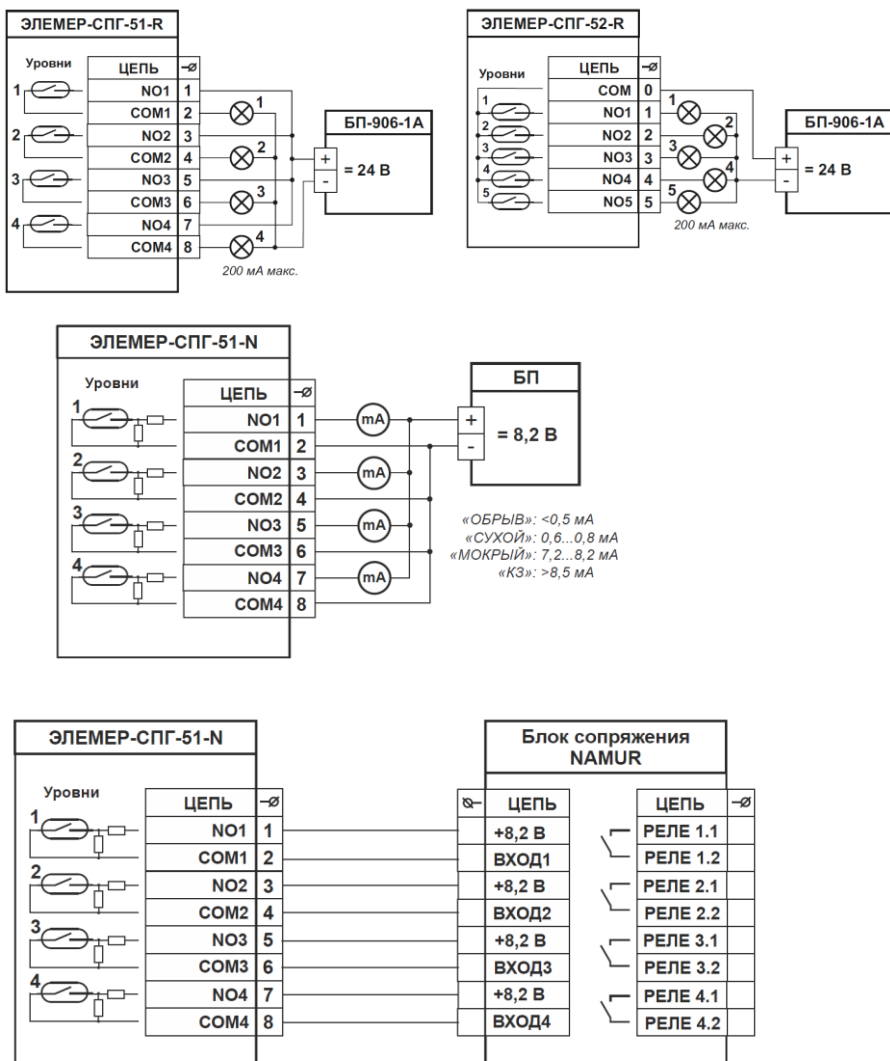 ЭЛЕМЕР-СПГ-51-R
Уровни
ЦЕПЬ
1 NO1 1
COM1 2 1
2 NO2 3
COM2 4 2
3 NO3 5
COM3 6 3
4 NO4 7
COM4 8 4
200 мА макс.
БП-906-1А
+
= 24 В
-
ЭЛЕМЕР-СПГ-52-R
Уровни
ЦЕПЬ
COM 0
1 NO1 1 1
2 NO2 2 2
3 NO3 3 3
4 NO4 4 4
5 NO5 5 5
200 мА макс.
БП-906-1А
+
= 24 В
-
ЭЛЕМЕР-СПГ-51-N
Уровни
ЦЕПЬ
1 NO1 1 mA
COM1 2
2 NO2 3 mA
COM2 4
3 NO3 5 mA
COM3 6
4 NO4 7 mA
COM4 8
БП
+
= 8,2 В
-
«ОБРЫВ»: <0,5 мА
«СУХОЙ»: 0,6...0,8 мА
«МОКРЫЙ»: 7,2...8,2 мА
«КЗ»: >8,5 мА
ЭЛЕМЕР-СПГ-51-N
Уровни
ЦЕПЬ
1 NO1 1
COM1 2
2 NO2 3
COM2 4
3 NO3 5
COM3 6
4 NO4 7
COM4 8
Блок сопряжения
NAMUR
ЦЕПЬ
+8,2 В
ВХОД1
+8,2 В
ВХОД2
+8,2 В
ВХОД3
+8,2 В
ВХОД4
ЦЕПЬ
РЕЛЕ 1.1
РЕЛЕ 1.2
РЕЛЕ 2.1
РЕЛЕ 2.2
РЕЛЕ 3.1
РЕЛЕ 3.2
РЕЛЕ 4.1
РЕЛЕ 4.2